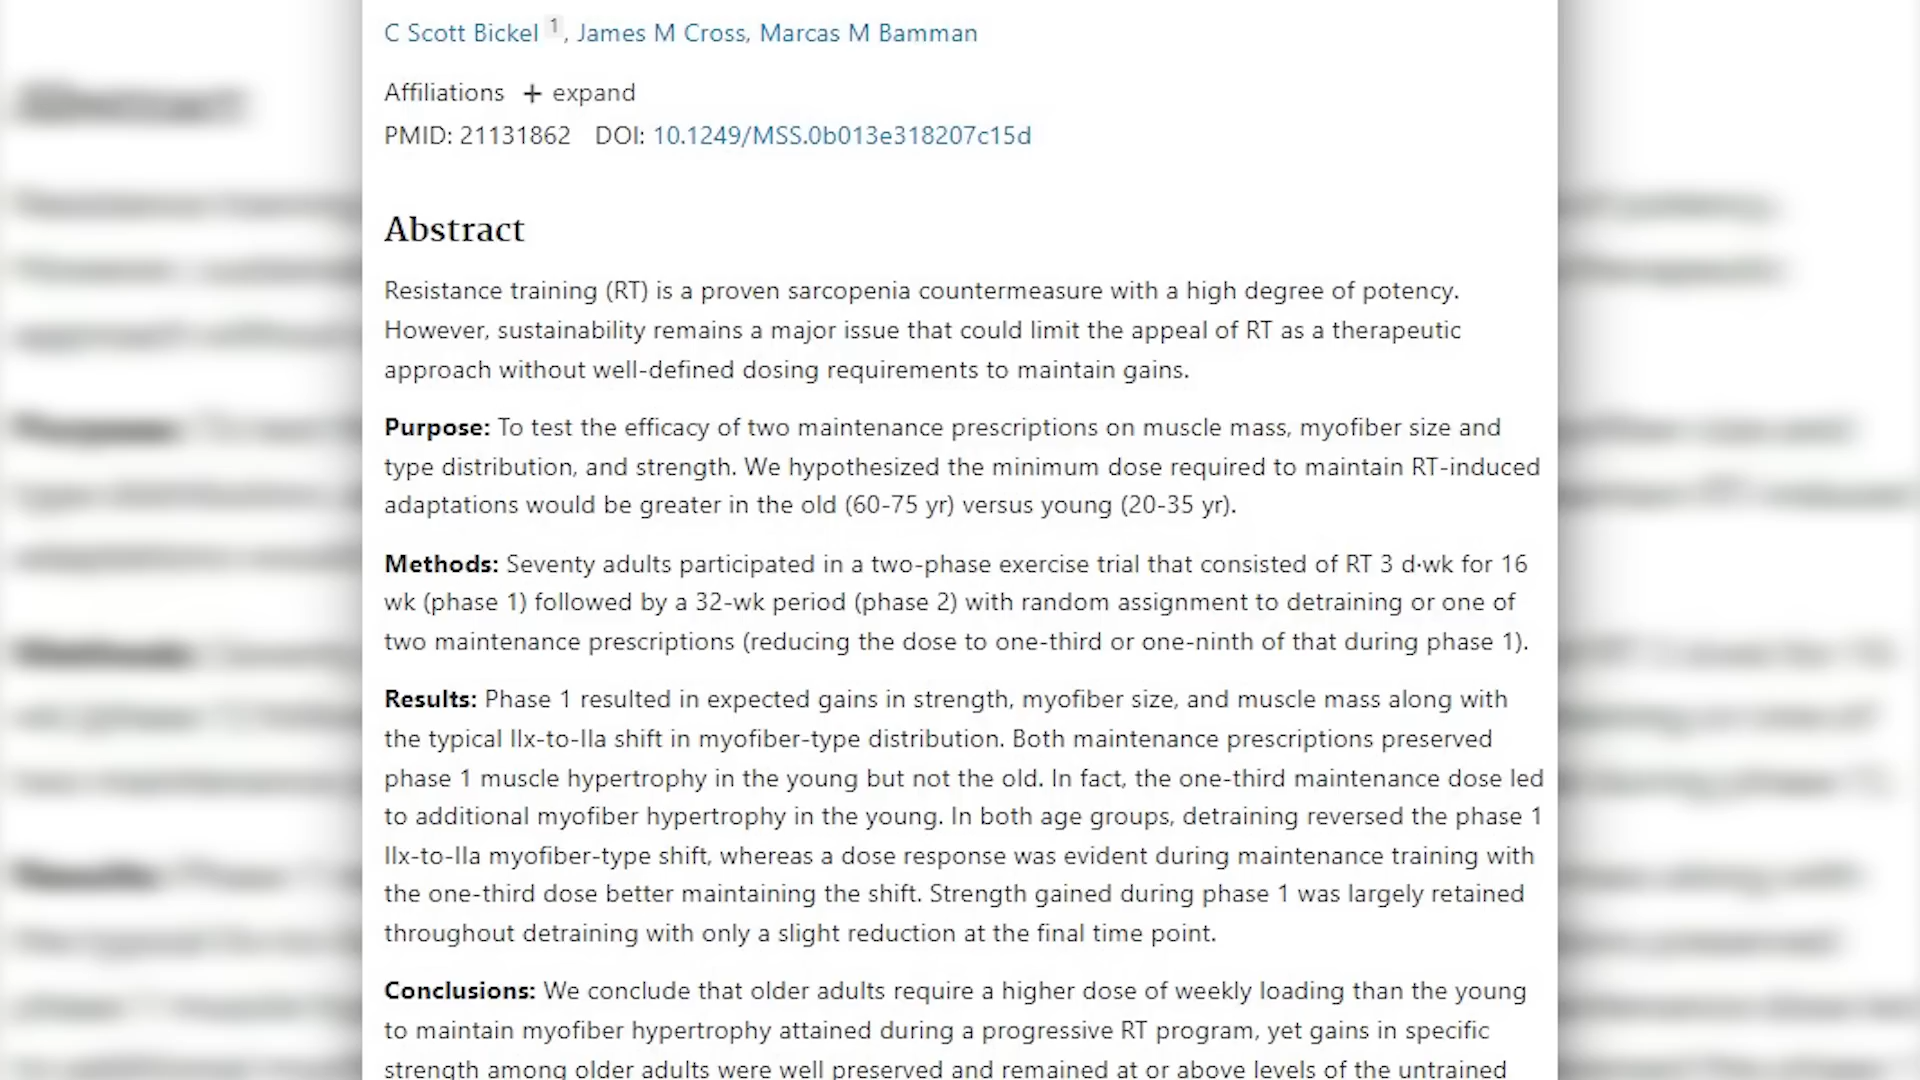 C Scott Bickel 1, James M Cross, Marcas M Bamman
Affiliations + expand
PMID: 21131862 DOI: 10.1249/MSS.0b013e318207c15d
Abstract
Resistance training (RT) is a proven sarcopenia countermeasure with a high degree of potency.
However, sustainability remains a major issue that could limit the appeal of RT as a therapeutic
approach without well-defined dosing requirements to maintain gains.
Purpose: To test the efficacy of two maintenance prescriptions on muscle mass, myofiber size and
type distribution, and strength. We hypothesized the minimum dose required to maintain RT-induced
adaptations would be greater in the old (60-75 yr) versus young (20-35 yr).
Methods: Seventy adults participated in a two-phase exercise trial that consisted of RT 3 d·wk for 16
wk (phase 1) followed by a 32-wk period (phase 2) with random assignment to detraining or one of
two maintenance prescriptions (reducing the dose to one-third or one-ninth of that during phase 1).
Results: Phase 1 resulted in expected gains in strength, myofiber size, and muscle mass along with
the typical IIx-to-IIa shift in myofiber-type distribution. Both maintenance prescriptions preserved
phase 1 muscle hypertrophy in the young but not the old. In fact, the one-third maintenance dose led
to additional myofiber hypertrophy in the young. In both age groups, detraining reversed the phase 1
IIx-to-IIa myofiber-type shift, whereas a dose response was evident during maintenance training with
the one-third dose better maintaining the shift. Strength gained during phase 1 was largely retained
throughout detraining with only a slight reduction at the final time point.
Conclusions: We conclude that older adults require a higher dose of weekly loading than the young
to maintain myofiber hypertrophy attained during a progressive RT program, yet gains in specific
strength among older adults were well preserved and remained at or above levels of the untrained